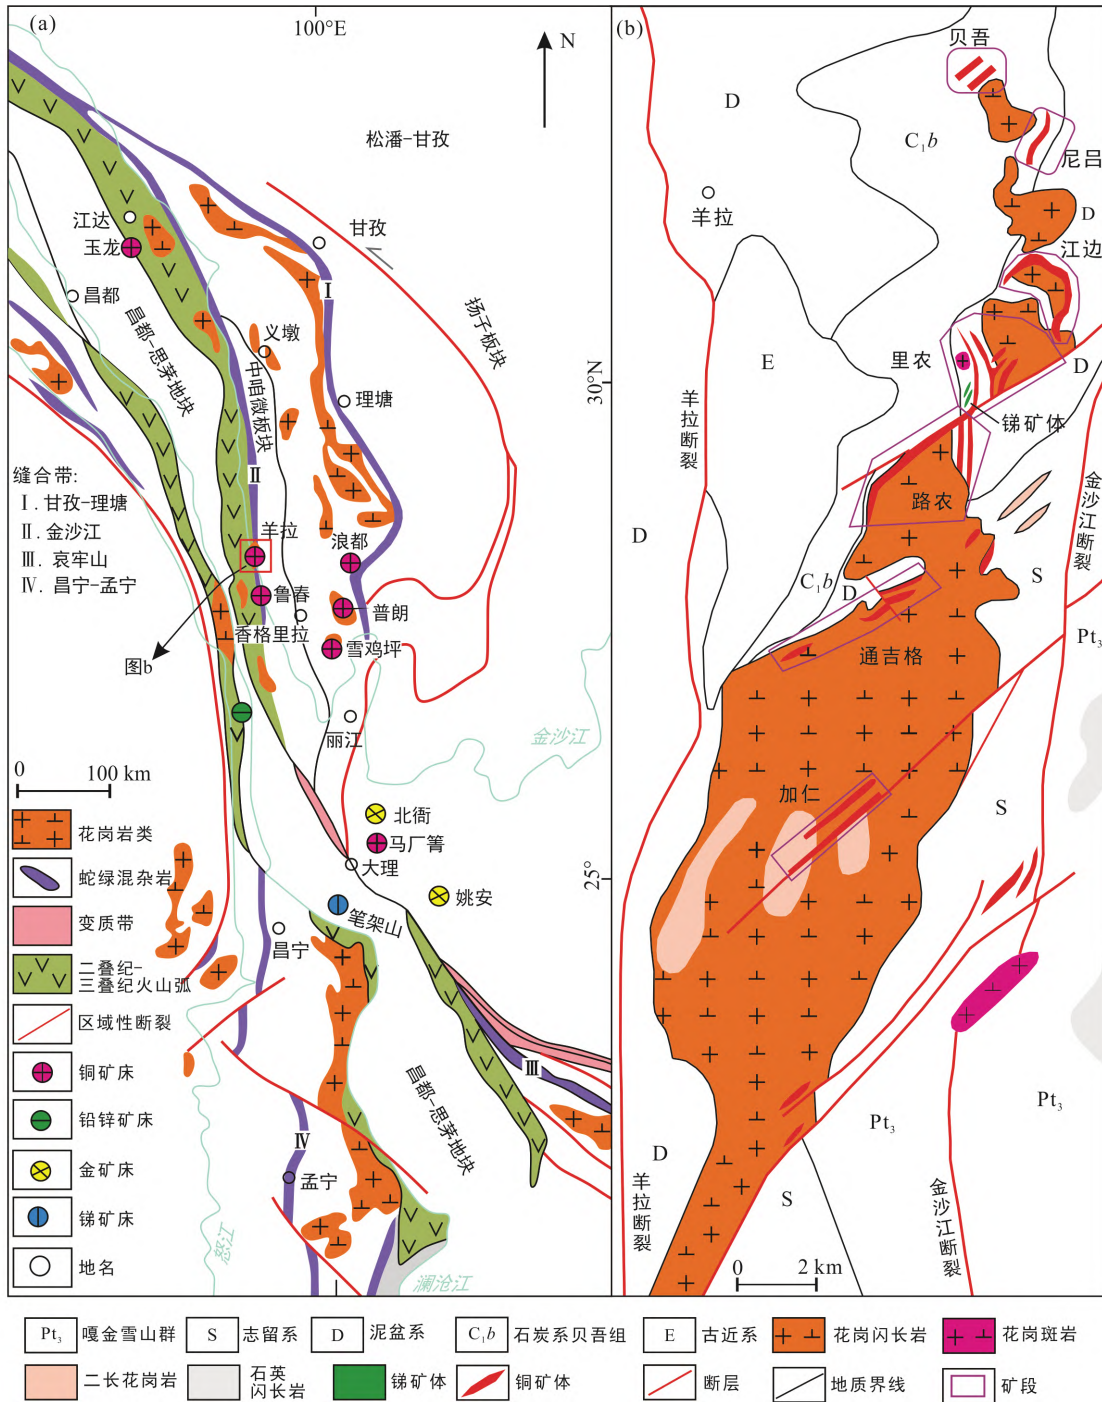 (a)
100°E
N
松潘-甘孜
江达
玉龙
昌都
昌都-思茅地块
甘孜
I
扬子板块
义墩
中咱微板块
理塘
30°N
II
缝合带:
I . 甘孜-理塘
II . 金沙江
III . 哀牢山
IV . 昌宁-孟宁
羊拉
浪都
鲁春
普朗
香格里拉
雪鸡坪
图b
丽江
金沙江
0
100 km
北衙
马厂箐
大理
25°
姚安
笔架山
昌宁
III
昌都-思茅地块
IV
孟宁
怒江
澜沧江
花岗岩类
蛇绿混杂岩
变质带
二叠纪-
三叠纪火山弧
区域性断裂
铜矿床
铅锌矿床
金矿床
锑矿床
地名
(b)
贝吾
D
C₁b
尼吕
羊拉
D
江边
E
里农
D
锑矿体
羊拉断裂
路农
金沙江断裂
D
S
C₁b
D
Pt₃
通吉格
加仁
S
Pt₃
Pt₃
D
S
羊拉断裂
金沙江断裂
0
2 km
Pt₃
嘎金雪山群
S
志留系
D
泥盆系
C₁b
石炭系贝吾组
E
古近系
花岗闪长岩
花岗斑岩
二长花岗岩
石英
闪长岩
锑矿体
铜矿体
断层
地质界线
矿段